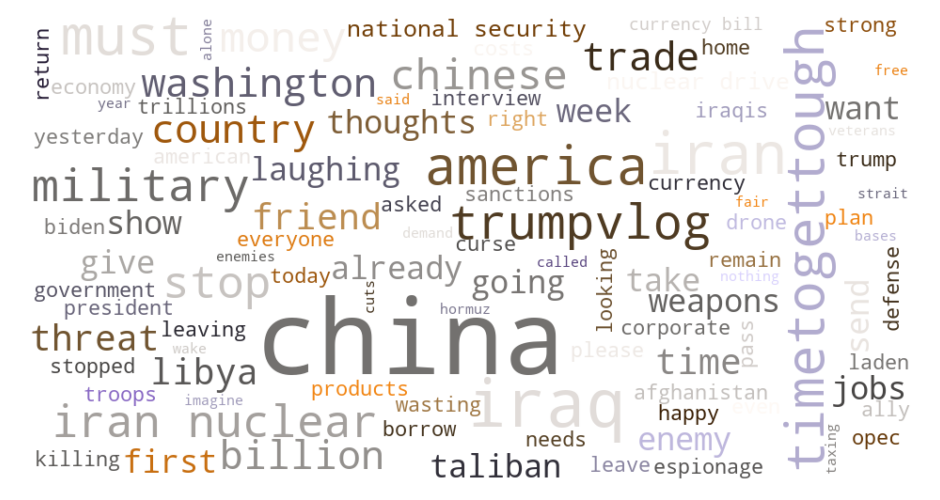 must
alone
money
national security
currency bill
strong
return
costs
trade
home
economy
washington
chinese
nuclear drive
timetogettough
free
year
trillions
said
interview
week
iraqis
want
yesterday
country
thoughts
right
veterans
american
laughing
america
iran
trump
military
asked
sanctions
currency
strait
biden
show
friend
trumpvlog
fair
drone
plan
everyone
demand
curse
bases
give
enemies
today
already
called
looking
remain
government
stop
going
take
nothing
defense
president
cuts
hormuz
weapons
send
threat
leaving
china
corporate
pass
stopped
wake
libya
please
time
laden
troops
imagine
products
iraq
afghanistan
jobs
iran nuclear
wasting
borrow
happy
even
ally
killing
first
billion
needs
enemy
opec
taliban
leave
espionage
taxing